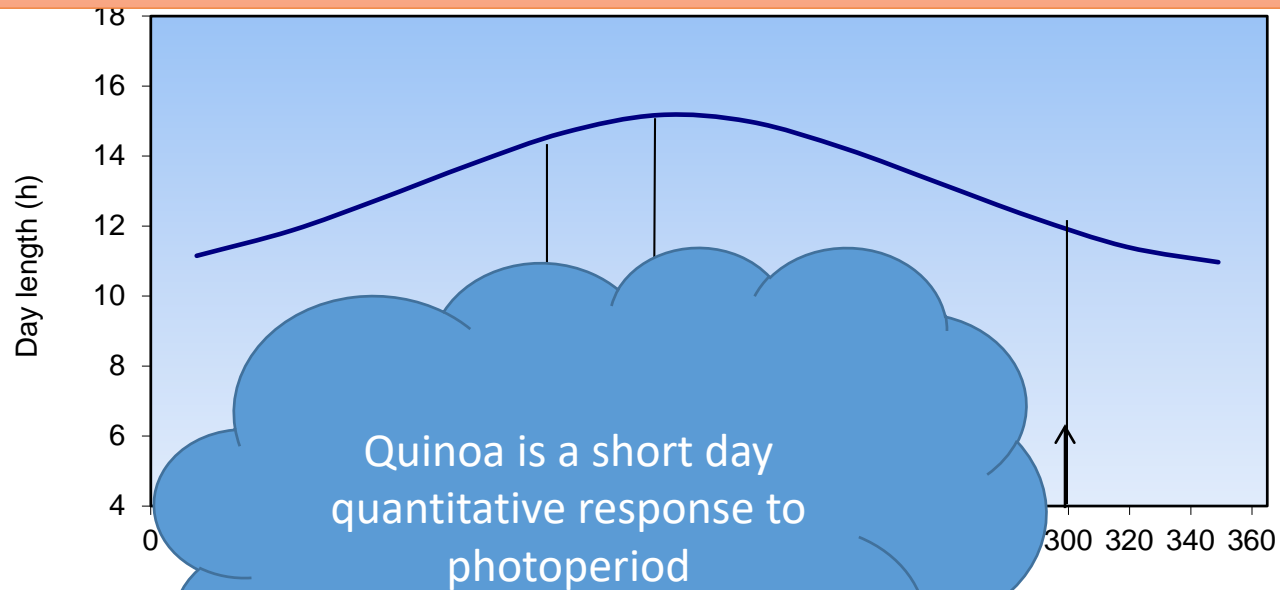 18
16
14
12
10
8
6
4
Day length (h)
0
300 320 340 360
Quinoa is a short day
quantitative response to
photoperiod